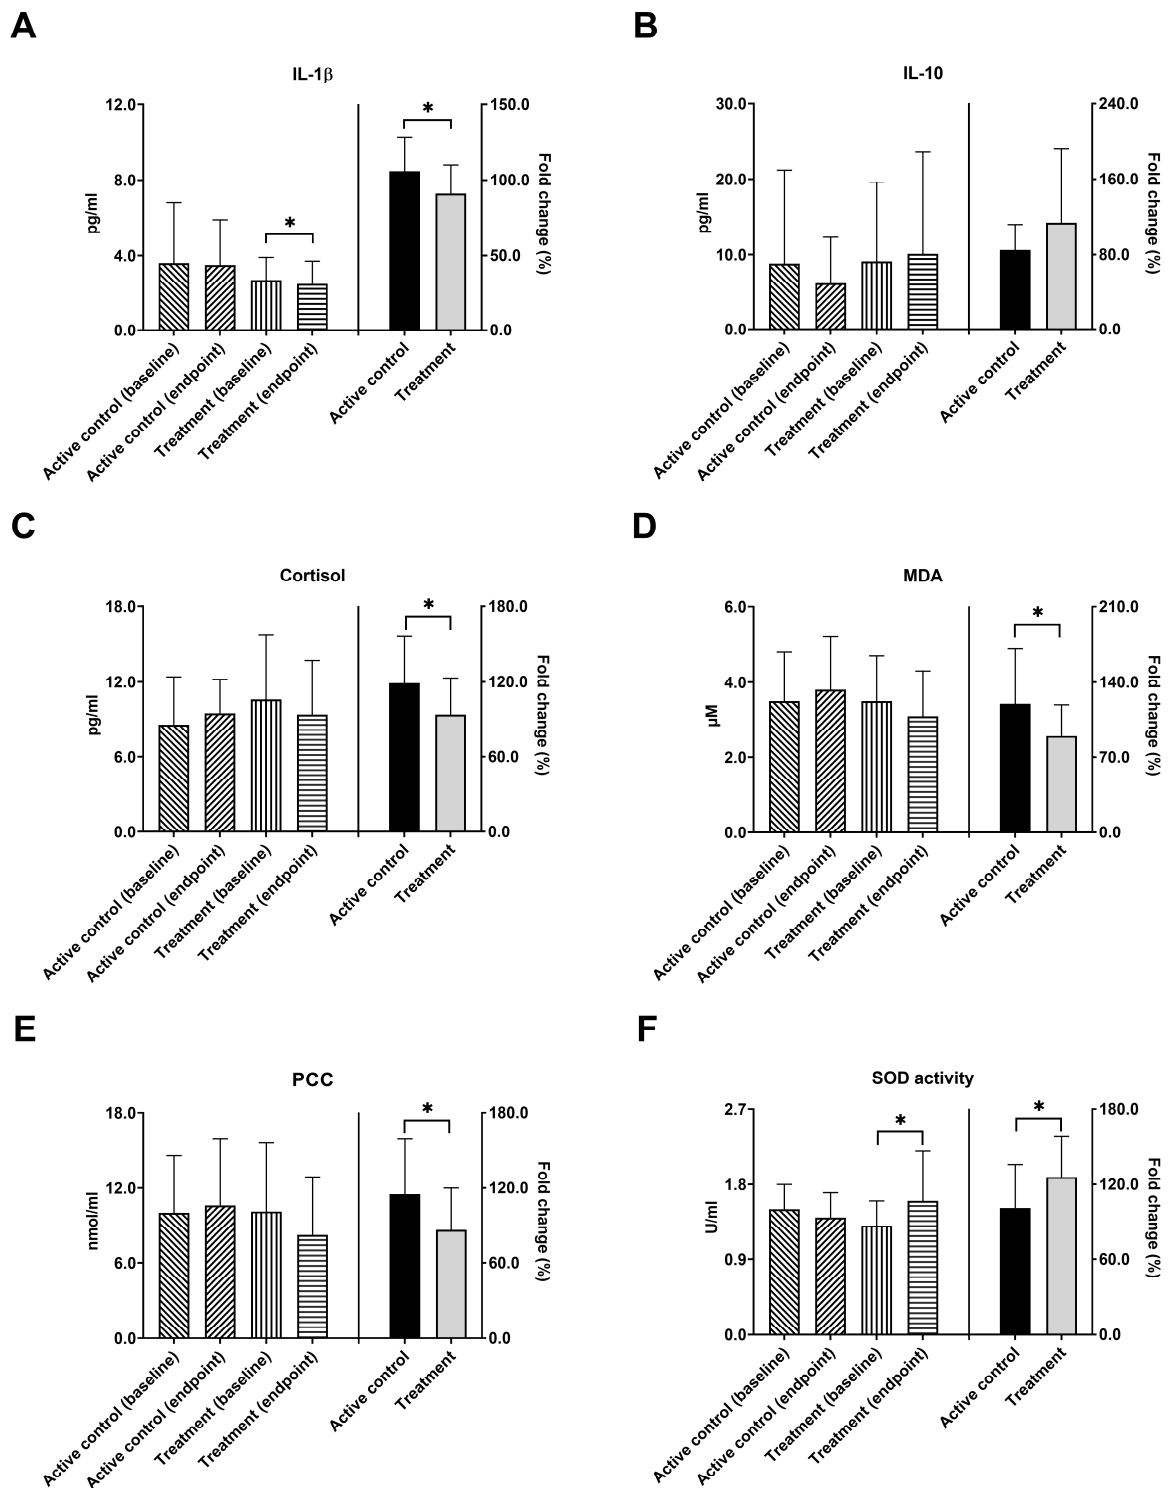 A
IL-1β
pg/ml
12.0
8.0
4.0
0.0
*
*
150.0
100.0
50.0
0.0
Fold change (%)
Active control (baseline)
Active control (endpoint)
Treatment (baseline)
Treatment (endpoint)
Active control
Treatment
B
IL-10
pg/ml
30.0
20.0
10.0
0.0
240.0
160.0
80.0
0.0
Fold change (%)
Active control (baseline)
Active control (endpoint)
Treatment (baseline)
Treatment (endpoint)
Active control
Treatment
C
Cortisol
pg/ml
18.0
12.0
6.0
0.0
*
180.0
120.0
60.0
0.0
Fold change (%)
Active control (baseline)
Active control (endpoint)
Treatment (baseline)
Treatment (endpoint)
Active control
Treatment
D
MDA
μM
6.0
4.0
2.0
0.0
*
210.0
140.0
70.0
0.0
Fold change (%)
Active control (baseline)
Active control (endpoint)
Treatment (baseline)
Treatment (endpoint)
Active control
Treatment
E
PCC
nmol/ml
18.0
12.0
6.0
0.0
*
180.0
120.0
60.0
0.0
Fold change (%)
Active control (baseline)
Active control (endpoint)
Treatment (baseline)
Treatment (endpoint)
Active control
Treatment
F
SOD activity
U/ml
2.7
1.8
0.9
0.0
*
*
180.0
120.0
60.0
0.0
Fold change (%)
Active control (baseline)
Active control (endpoint)
Treatment (baseline)
Treatment (endpoint)
Active control
Treatment